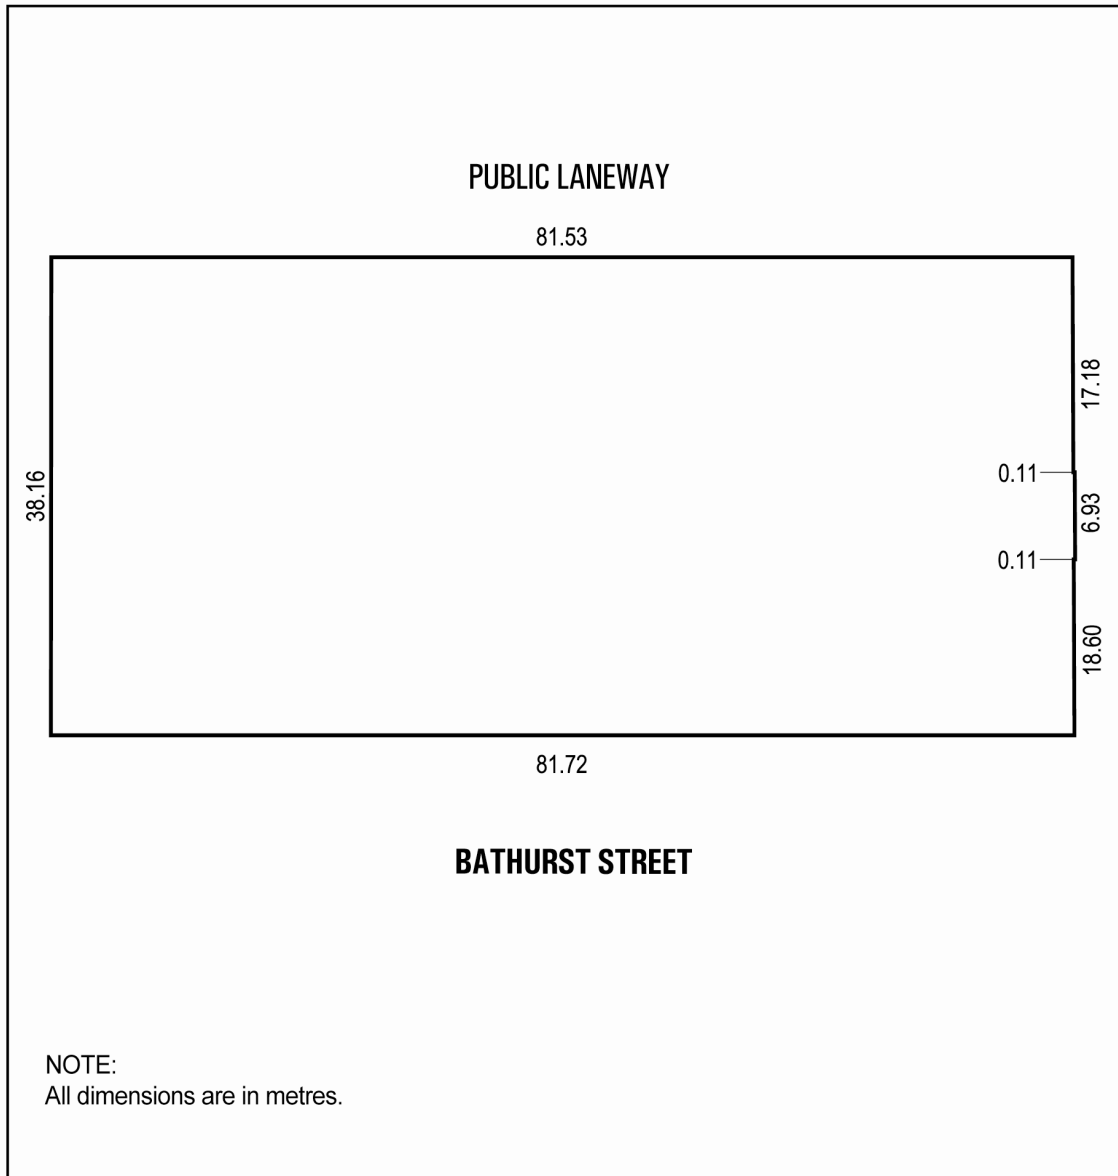 PUBLIC LANEWAY
81.53
17.18
38.16
0.11
6.93
0.11
18.60
81.72
BATHURST STREET
NOTE:
All dimensions are in metres.